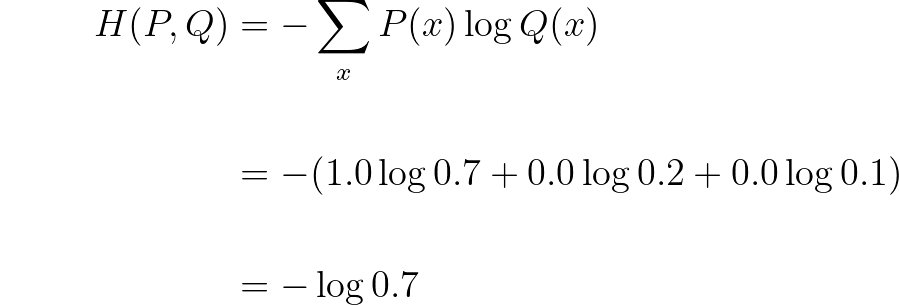 H(P, Q) = − ∑ₓ P(x) log Q(x)
= −(1.0 log 0.7 + 0.0 log 0.2 + 0.0 log 0.1)
= − log 0.7